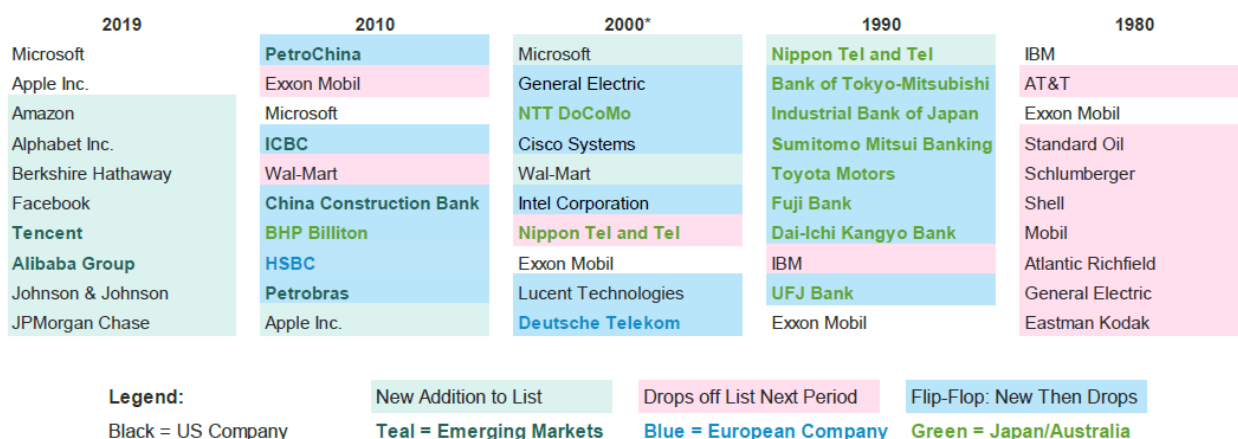 2019 2010 2000* 1990 1980
Microsoft PetroChina Microsoft Nippon Tel and Tel IBM
Apple Inc. Exxon Mobil General Electric Bank of Tokyo-Mitsubishi AT&T
Amazon Microsoft NTT DoCoMo Industrial Bank of Japan Exxon Mobil
Alphabet Inc. ICBC Cisco Systems Sumitomo Mitsui Banking Standard Oil
Berkshire Hathaway Wal-Mart Wal-Mart Toyota Motors Schlumberger
Facebook China Construction Bank Intel Corporation Fuji Bank Shell
Tencent BHP Billiton Nippon Tel and Tel Dai-Ichi Kangyo Bank Mobil
Alibaba Group HSBC Exxon Mobil IBM Atlantic Richfield
Johnson & Johnson Petrobras Lucent Technologies UFJ Bank General Electric
JPMorgan Chase Apple Inc. Deutsche Telekom Exxon Mobil Eastman Kodak
Legend: New Addition to List Drops off List Next Period Flip-Flop: New Then Drops
Black = US Company Teal = Emerging Markets Blue = European Company Green = Japan/Australia